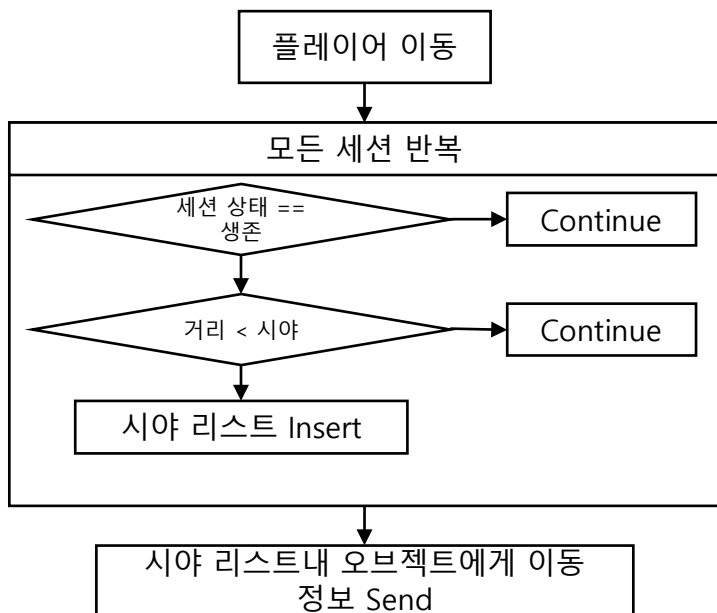 플레이어 이동
모든 세션 반복
세션 상태 ==
생존
Continue
거리 < 시야
Continue
시야 리스트 Insert
시야 리스트내 오브젝트에게 이동
정보 Send